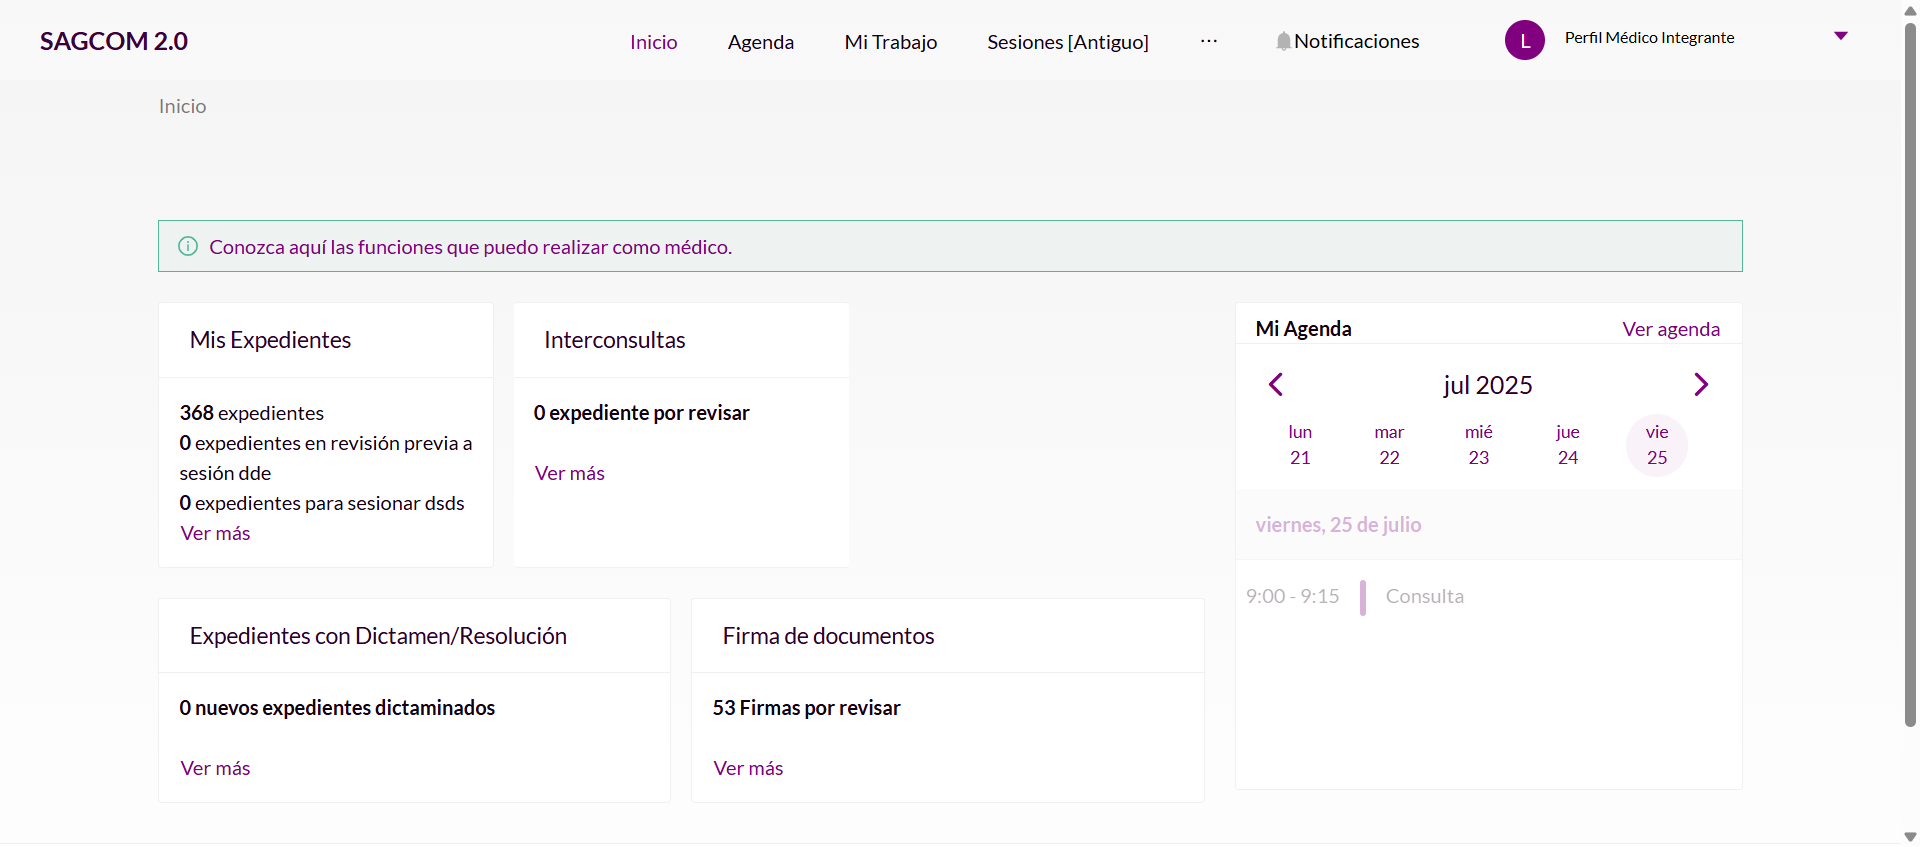 SAGCOM 2.0
Inicio
Agenda
Mi Trabajo
Sesiones [Antiguo]
···
Notificaciones
L
Perfil Médico Integrante
Inicio
Conozca aquí las funciones que puedo realizar como médico.
Mis Expedientes
368 expedientes
0 expedientes en revisión previa a
sesión dde
0 expedientes para sesionar dsds
Ver más
Interconsultas
0 expediente por revisar
Ver más
Expedientes con Dictamen/Resolución
0 nuevos expedientes dictaminados
Ver más
Firma de documentos
53 Firmas por revisar
Ver más
Mi Agenda
Ver agenda
jul 2025
lun mar mié jue vie
21 22 23 24 25
viernes, 25 de julio
9:00 - 9:15 Consulta